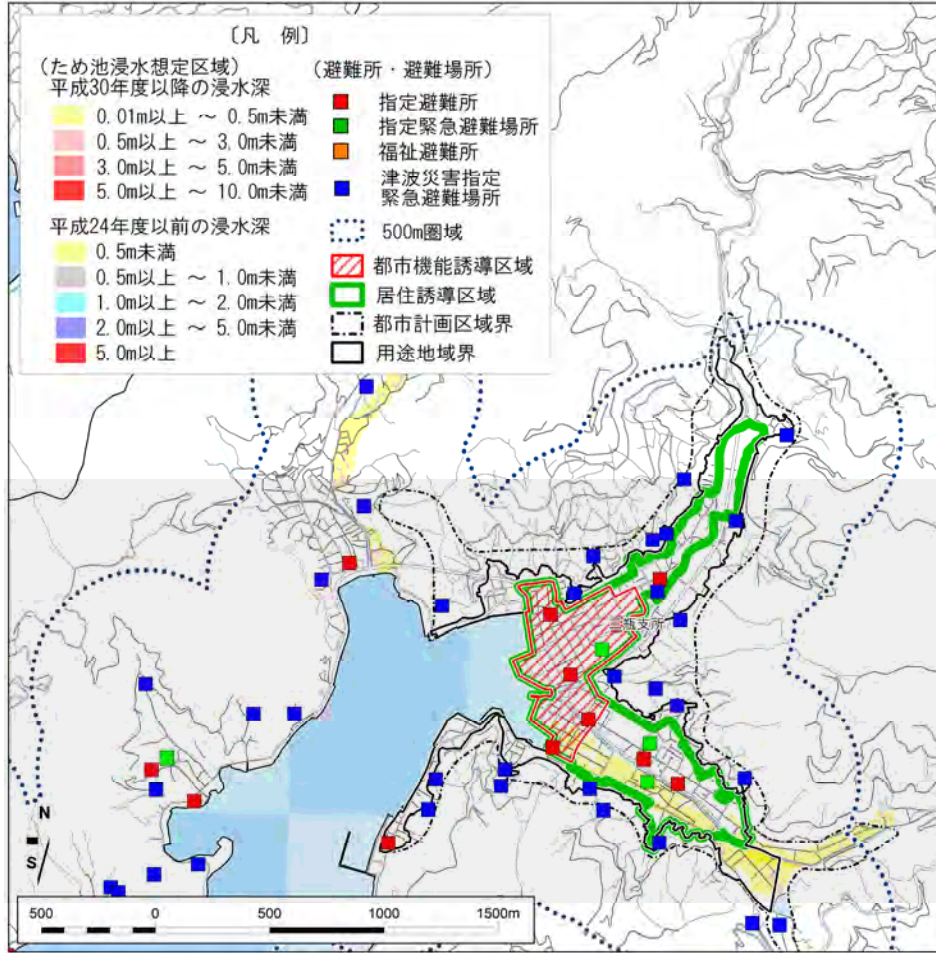 〔凡 例〕
(ため池浸水想定区域)
平成30年度以降の浸水深
0.01m以上 ~ 0.5m未満
0.5m以上 ~ 3.0m未満
3.0m以上 ~ 5.0m未満
5.0m以上 ~ 10.0m未満
平成24年度以前の浸水深
0.5m未満
0.5m以上 ~ 1.0m未満
1.0m以上 ~ 2.0m未満
2.0m以上 ~ 5.0m未満
5.0m以上
(避難所・避難場所)
指定避難所
指定緊急避難場所
福祉避難所
津波災害指定
緊急避難場所
500m圏域
都市機能誘導区域
居住誘導区域
都市計画区域界
用途地域界
三瓶支所
N
S
500 0 500 1000 1500m